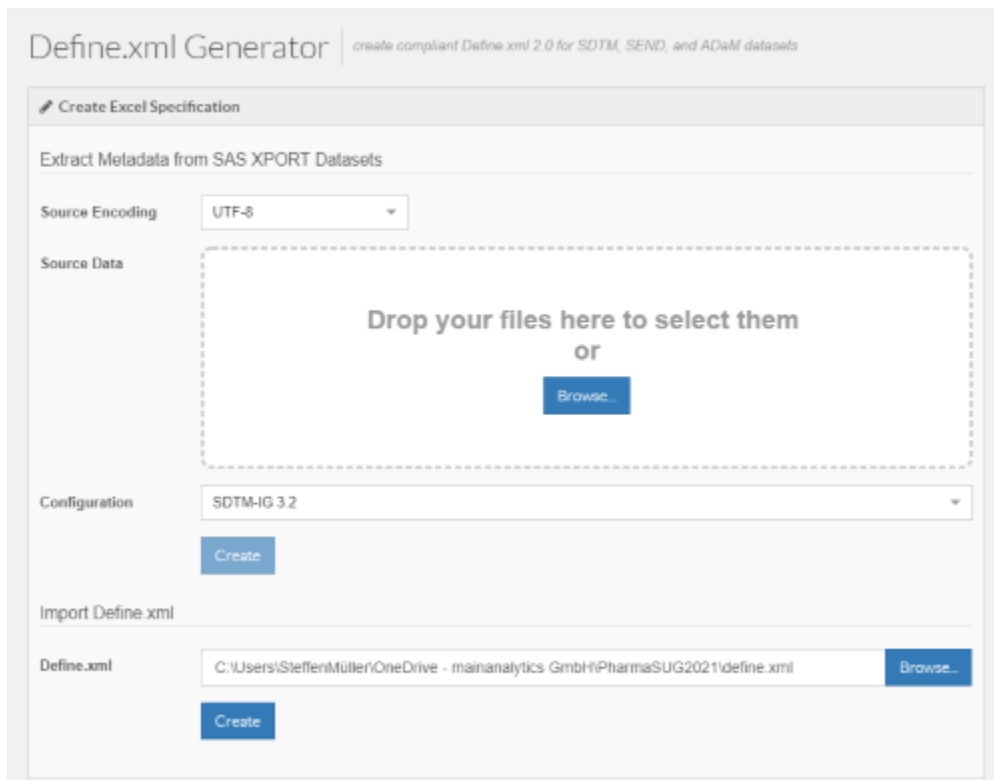 Define.xml Generator create compliant Define.xml 2.0 for SDTM, SEND, and ADaM datasets
Create Excel Specification
Extract Metadata from SAS XPORT Datasets
Source Encoding UTF-8
Source Data
Drop your files here to select them
or
Browse...
Configuration SDTM-IG 3.2
Create
Import Define.xml
Define.xml C:\Users\SteffenMüller\OneDrive - mainanalytics GmbH\PharmaSUG2021\define.xml Browse...
Create